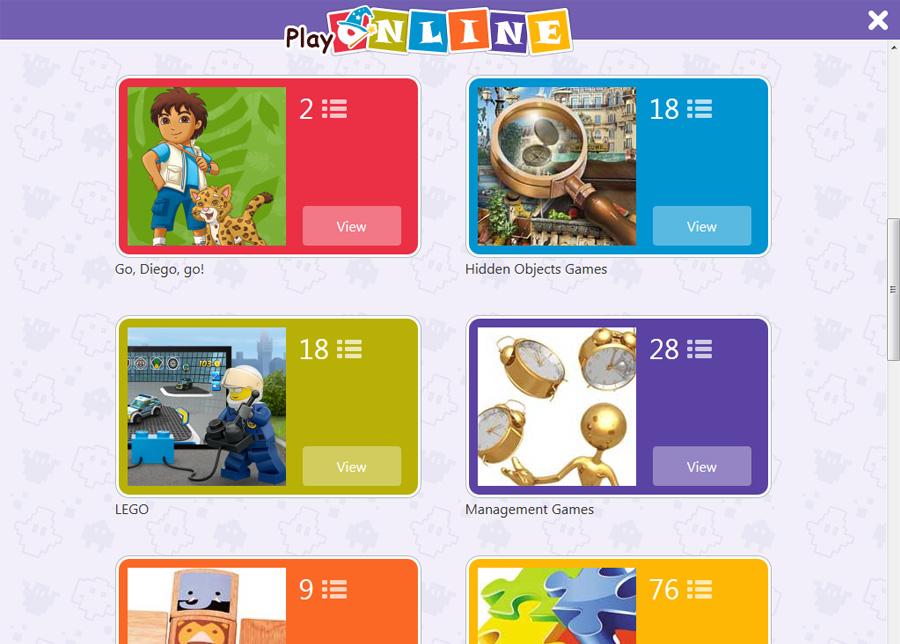 Play ONLINE
2
18
View
View
Go, Diego, go!
Hidden Objects Games
18
28
View
View
LEGO
Management Games
9
76